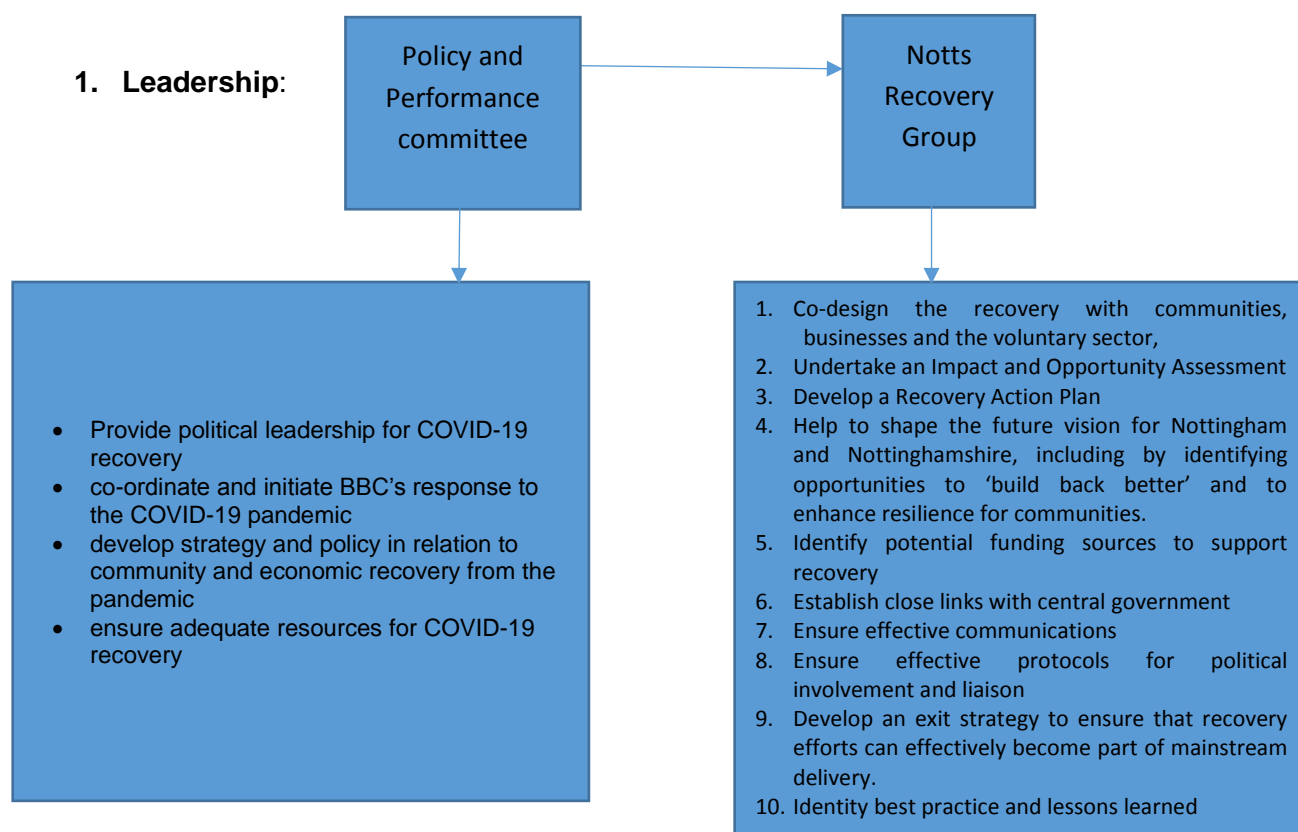 1. Leadership:
Policy and
Performance
committee
Notts
Recovery
Group
• Provide political leadership for COVID-19
recovery
• co-ordinate and initiate BBC's response to
the COVID-19 pandemic
• develop strategy and policy in relation to
community and economic recovery from the
pandemic
• ensure adequate resources for COVID-19
recovery
1. Co-design the recovery with communities,
businesses and the voluntary sector,
2. Undertake an Impact and Opportunity Assessment
3. Develop a Recovery Action Plan
4. Help to shape the future vision for Nottingham
and Nottinghamshire, including by identifying
opportunities to ‘build back better’ and to
enhance resilience for communities.
5. Identify potential funding sources to support
recovery
6. Establish close links with central government
7. Ensure effective communications
8. Ensure effective protocols for political
involvement and liaison
9. Develop an exit strategy to ensure that recovery
efforts can effectively become part of mainstream
delivery.
10. Identity best practice and lessons learned